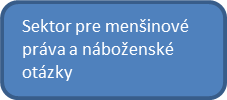 Sektor pre menšinové
práva a náboženské
otázky